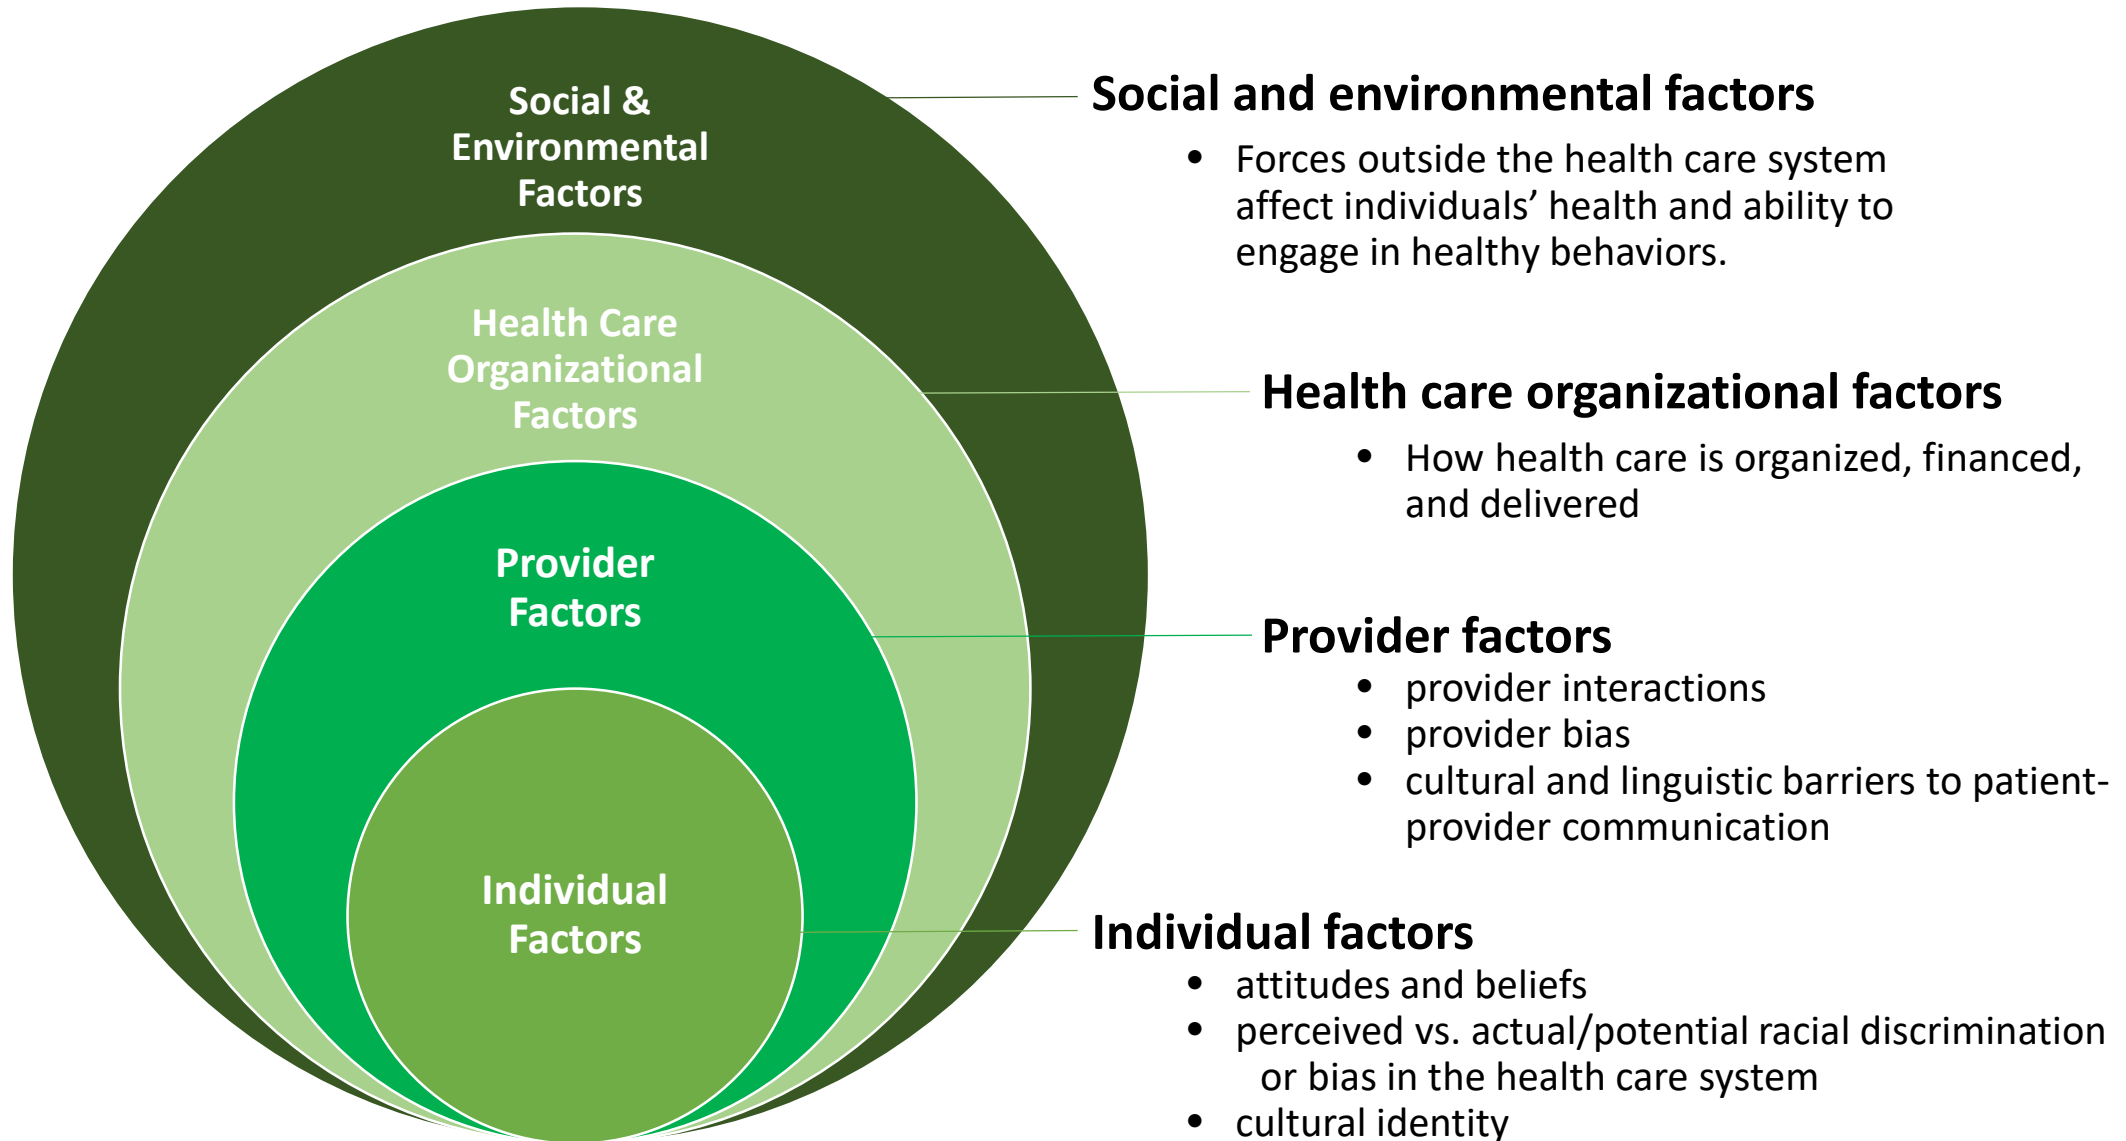 Social &
Environmental
Factors
Health Care
Organizational
Factors
Provider
Factors
Individual
Factors
Social and environmental factors
• Forces outside the health care system
affect individuals’ health and ability to
engage in healthy behaviors.
Health care organizational factors
• How health care is organized, financed,
and delivered
Provider factors
• provider interactions
• provider bias
• cultural and linguistic barriers to patient-
provider communication
Individual factors
• attitudes and beliefs
• perceived vs. actual/potential racial discrimination
or bias in the health care system
• cultural identity